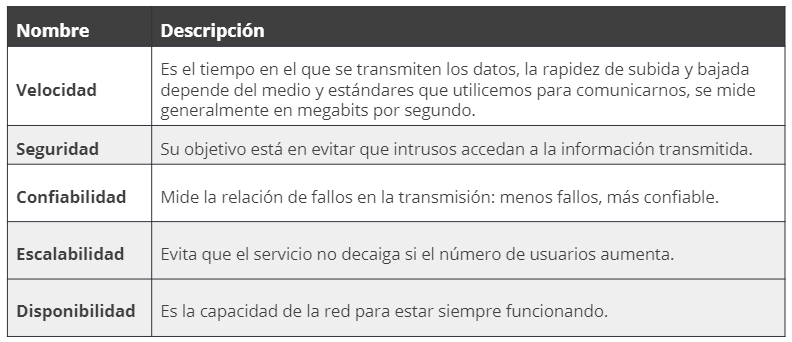 Nombre Descripción
Velocidad
Es el tiempo en el que se transmiten los datos, la rapidez de subida y bajada
depende del medio y estándares que utilicemos para comunicarnos, se mide
generalmente en megabits por segundo.
Seguridad Su objetivo está en evitar que intrusos accedan a la información transmitida.
Confiabilidad Mide la relación de fallos en la transmisión: menos fallos, más confiable.
Escalabilidad Evita que el servicio no decaiga si el número de usuarios aumenta.
Disponibilidad Es la capacidad de la red para estar siempre funcionando.